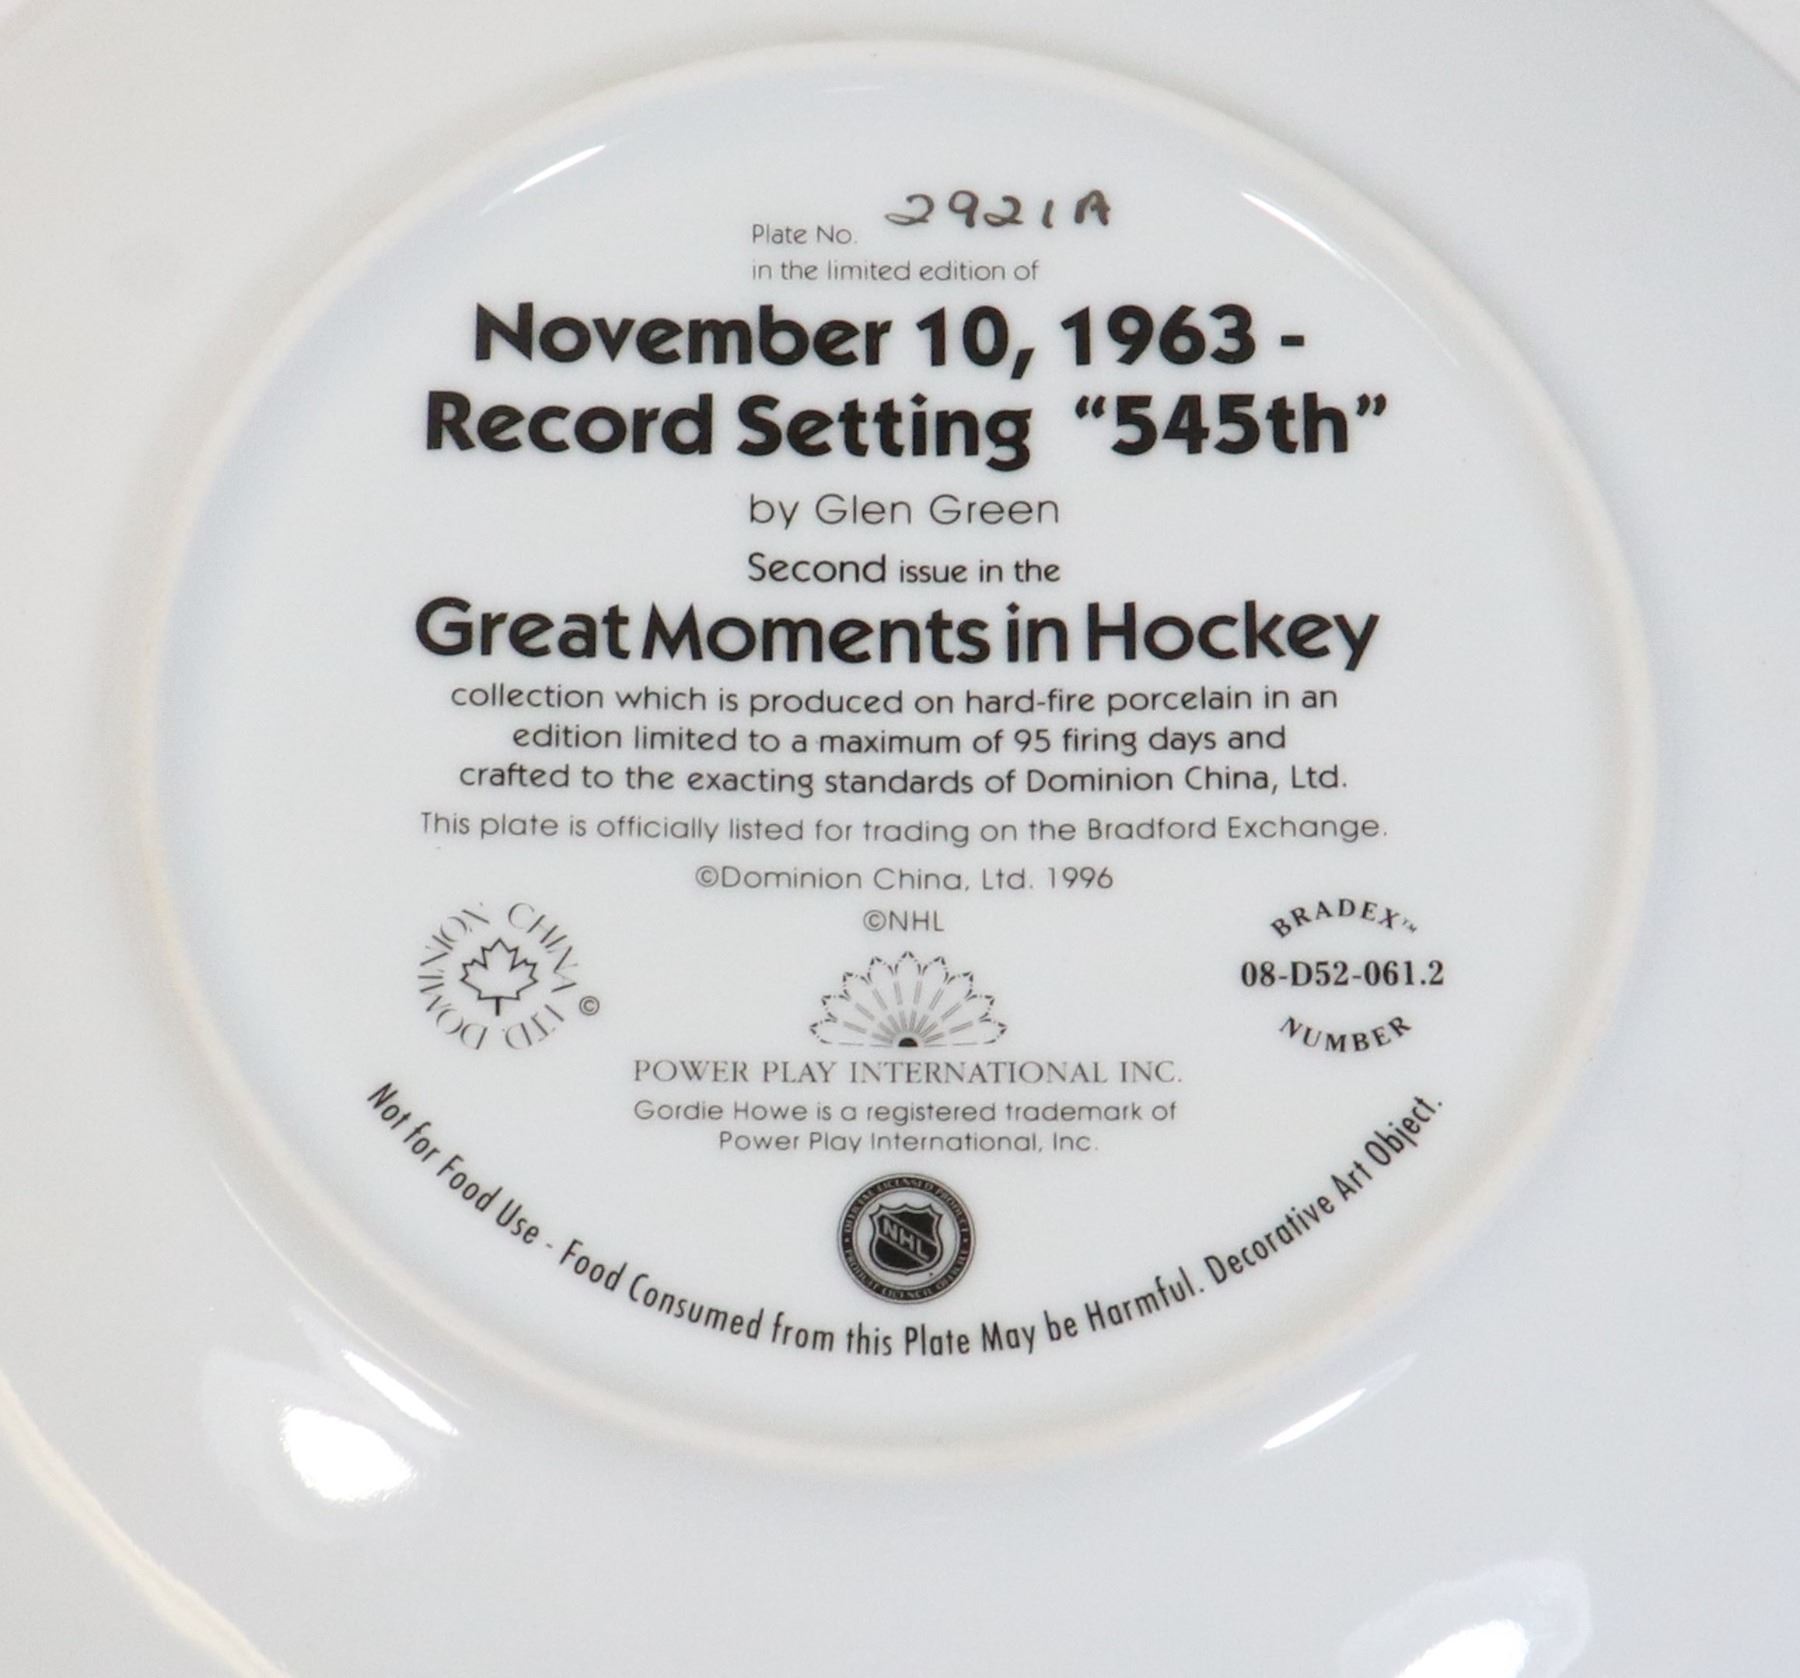 Plate No. 2921A
in the limited edition of
November 10, 1963 -
Record Setting "545th"
by Glen Green
Second issue in the
Great Moments in Hockey
collection which is produced on hard-fire porcelain in an
edition limited to a maximum of 95 firing days and
crafted to the exacting standards of Dominion China, Ltd.
This plate is officially listed for trading on the Bradford Exchange.
©Dominion China, Ltd. 1996
©NHL
DOMINION CHINA LTD. ©
BRADEX™
08-D52-061.2
NUMBER
POWER PLAY INTERNATIONAL INC.
Gordie Howe is a registered trademark of
Power Play International, Inc.
OFFICIAL LICENSED PRODUCT
NHL
Not for Food Use - Food Consumed from this Plate May be Harmful. Decorative Art Object.